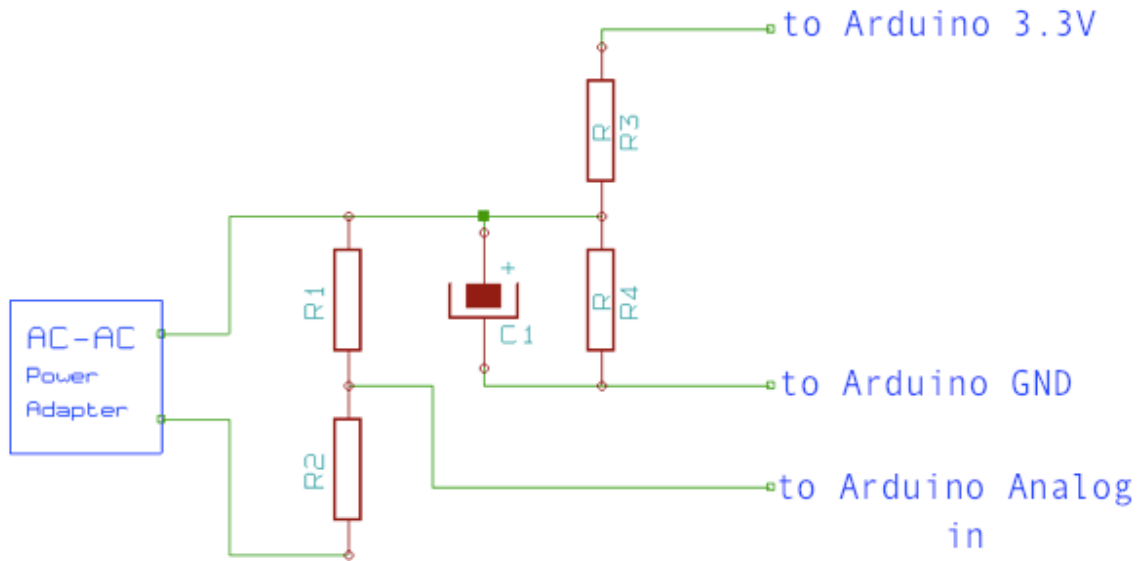 to Arduino 3.3V
R
R3
R1
+
C1
R
R4
AC-AC
Power
Adapter
to Arduino GND
R2
to Arduino Analog
in